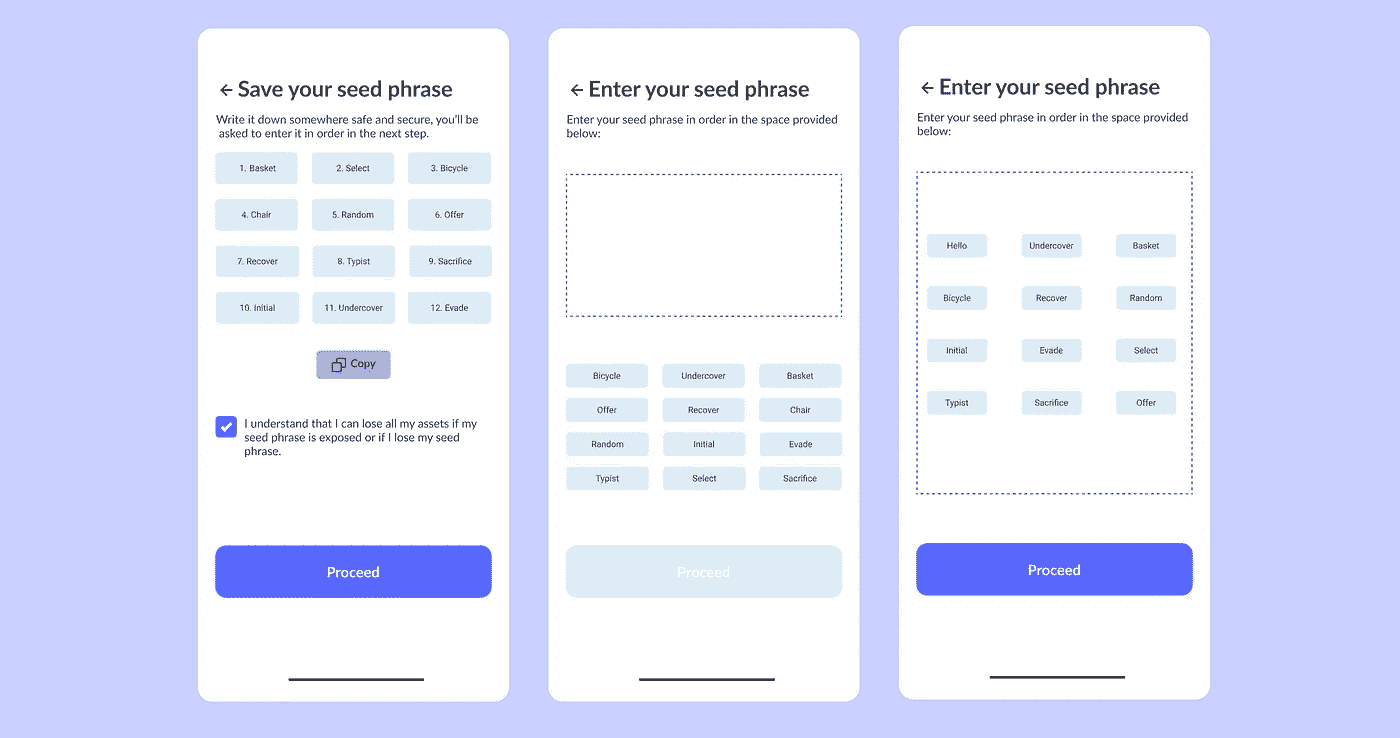 ← Save your seed phrase
Write it down somewhere safe and secure, you'll be
asked to enter it in order in the next step.
1. Basket 2. Select 3. Bicycle
4. Chair 5. Random 6. Offer
7. Recover 8. Typist 9. Sacrifice
10. Initial 11. Undercover 12. Evade
Copy
I understand that I can lose all my assets if my
seed phrase is exposed or if I lose my seed
phrase.
Proceed
← Enter your seed phrase
Enter your seed phrase in order in the space provided
below:
Bicycle Undercover Basket
Offer Recover Chair
Random Initial Evade
Typist Select Sacrifice
Proceed
← Enter your seed phrase
Enter your seed phrase in order in the space provided
below:
Hello Undercover Basket
Bicycle Recover Random
Initial Evade Select
Typist Sacrifice Offer
Proceed